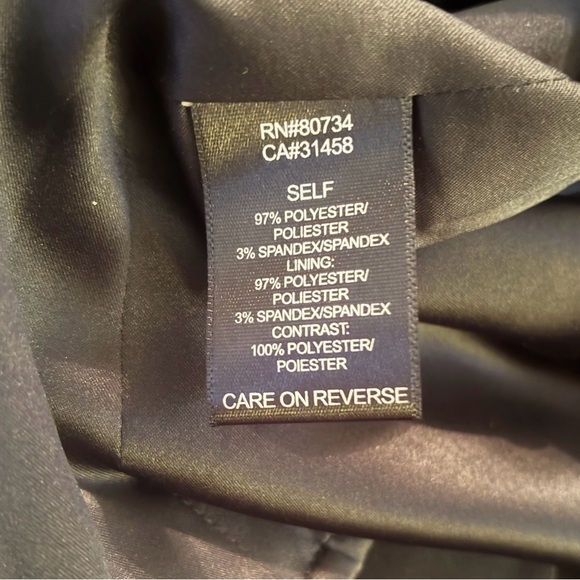 RN#80734
CA#31458
SELF
97% POLYESTER/
POLIESTER
3% SPANDEX/SPANDEX
LINING:
97% POLYESTER/
POLIESTER
3% SPANDEX/SPANDEX
CONTRAST:
100% POLYESTER/
POIESTER
CARE ON REVERSE